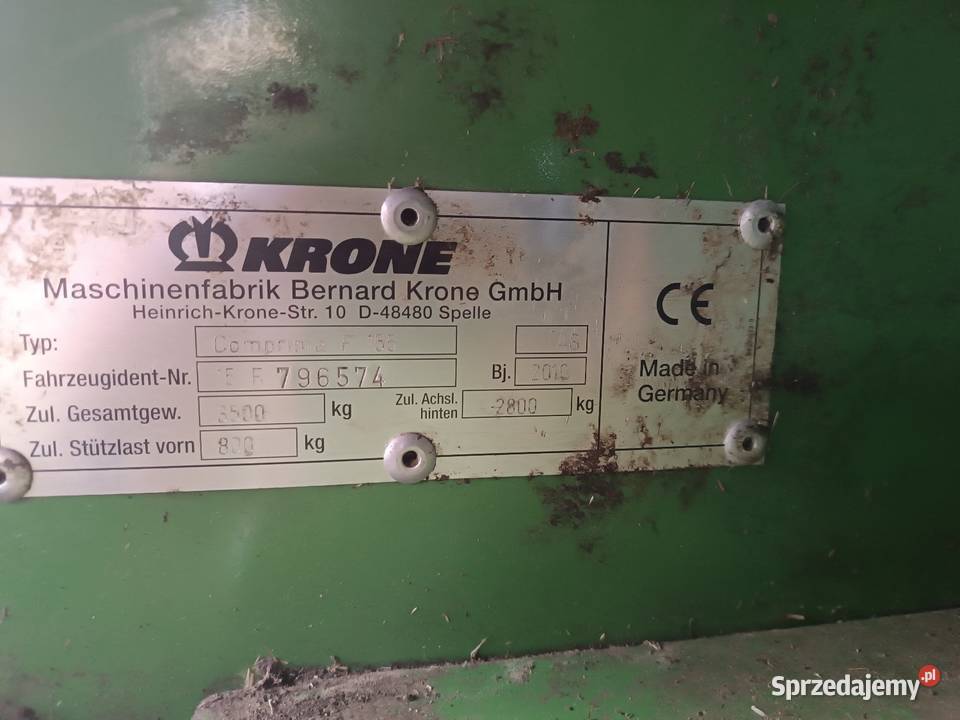 KRONE
Maschinenfabrik Bernard Krone GmbH
Heinrich-Krone-Str. 10 D-48480 Spelle
Typ:
Fahrzeugident-Nr. 796574 Bj. 2010
Zul. Gesamtgew. 3500 kg Zul. Achsl. hinten 2800 kg
Zul. Stützlast vorn 800 kg
CE
Made in
Germany
Sprzedajemy.pl